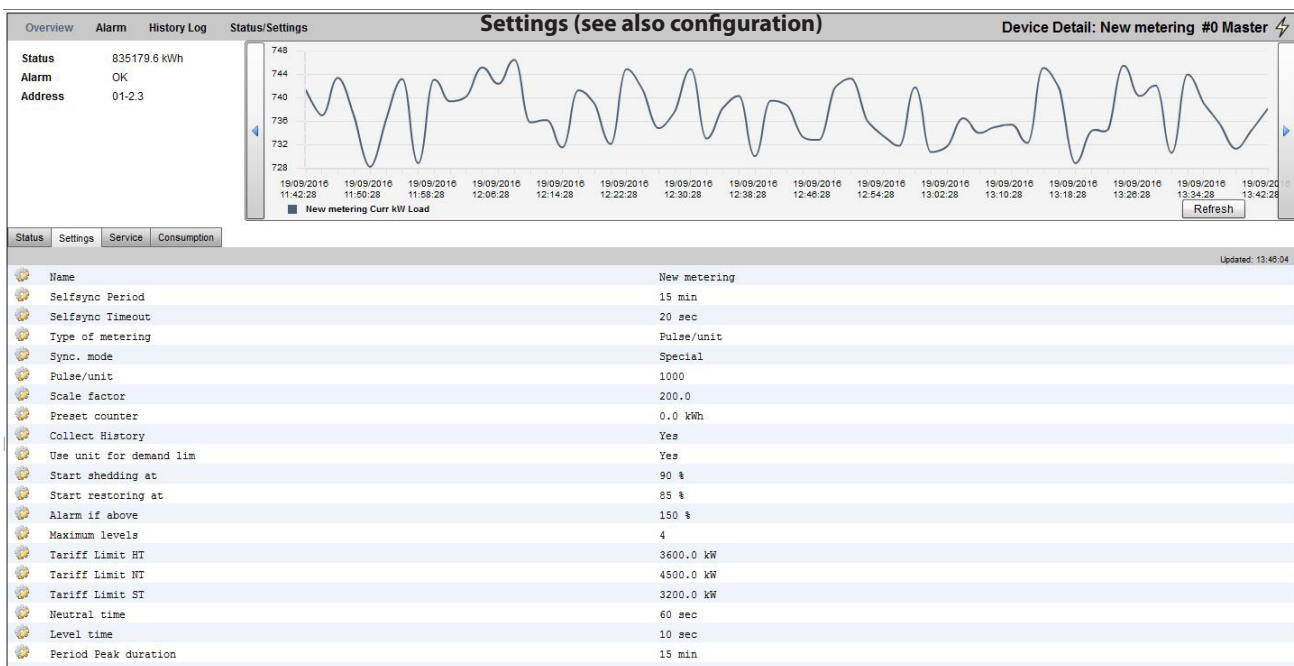 Settings (see also configuration)
Overview Alarm History Log Status/Settings Device Detail: New metering #0 Master
Status 835179.6 kWh
Alarm OK
Address 01-2.3
748
744
740
736
732
728
19/09/2016 19/09/2016 19/09/2016 19/09/2016 19/09/2016 19/09/2016 19/09/2016 19/09/2016 19/09/2016 19/09/2016 19/09/2016 19/09/2016 19/09/2016 19/09/2016 19/09/2016 19/09/2016
11:42:28 11:50:28 11:58:28 12:06:28 12:14:28 12:22:28 12:30:28 12:38:28 12:46:28 12:54:28 13:02:28 13:10:28 13:18:28 13:26:28 13:34:28 13:42:28
New metering Curr kW Load Refresh
Status Settings Service Consumption
Updated: 13:46:04
Name New metering
Selfsync Period 15 min
Selfsync Timeout 20 sec
Type of metering Pulse/unit
Sync. mode Special
Pulse/unit 1000
Scale factor 200.0
Preset counter 0.0 kWh
Collect History Yes
Use unit for demand lim Yes
Start shedding at 90 %
Start restoring at 85 %
Alarm if above 150 %
Maximum levels 4
Tariff Limit HT 3600.0 kW
Tariff Limit NT 4500.0 kW
Tariff Limit ST 3200.0 kW
Neutral time 60 sec
Level time 10 sec
Period Peak duration 15 min